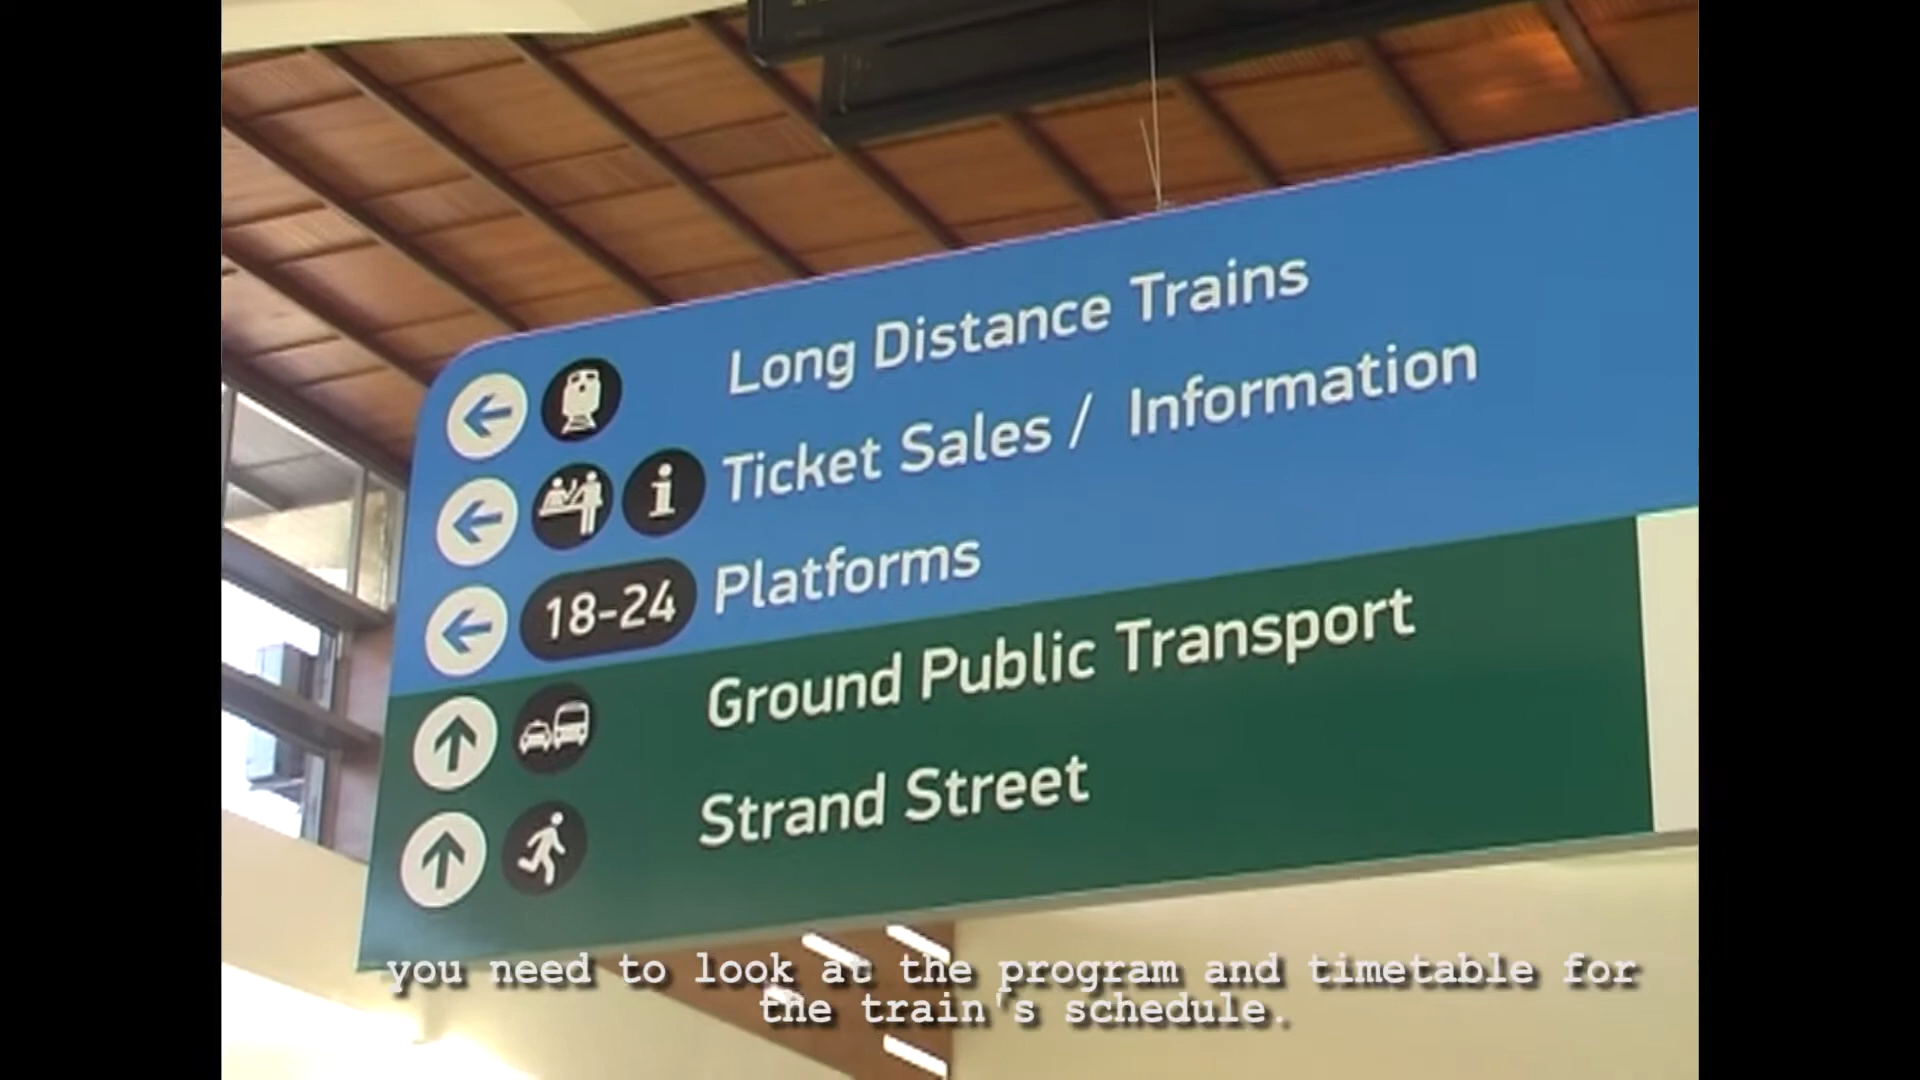 Long Distance Trains
i Ticket Sales / Information
18-24 Platforms
Ground Public Transport
Strand Street
you need to look at the program and timetable for
the train's schedule.